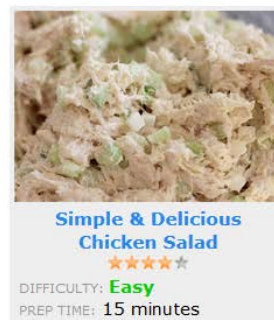 Simple & Delicious
Chicken Salad
DIFFICULTY: Easy
PREP TIME: 15 minutes